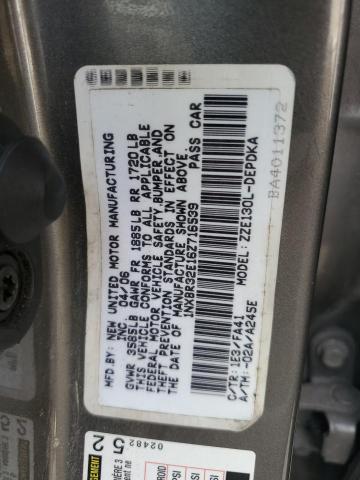 MFD.BY: NEW UNITED MOTOR MANUFACTURING
INC. 04/06
GVWR 3585LB GAWR FR 1885LB RR 1720LB
THIS VEHICLE CONFORMS TO ALL APPLICABLE
FEDERAL MOTOR VEHICLE SAFETY,BUMPER,AND
THEFT PREVENTION STANDARDS IN EFFECT ON
THE DATE OF MANUFACTURE SHOWN ABOVE.
1NXBR32E16Z716539 PASS CAR
C/TR:1E3/FA41 MODEL:ZZE130L-DEPDKA
A/TM:-02A/A245E
BA4011372
02482
52